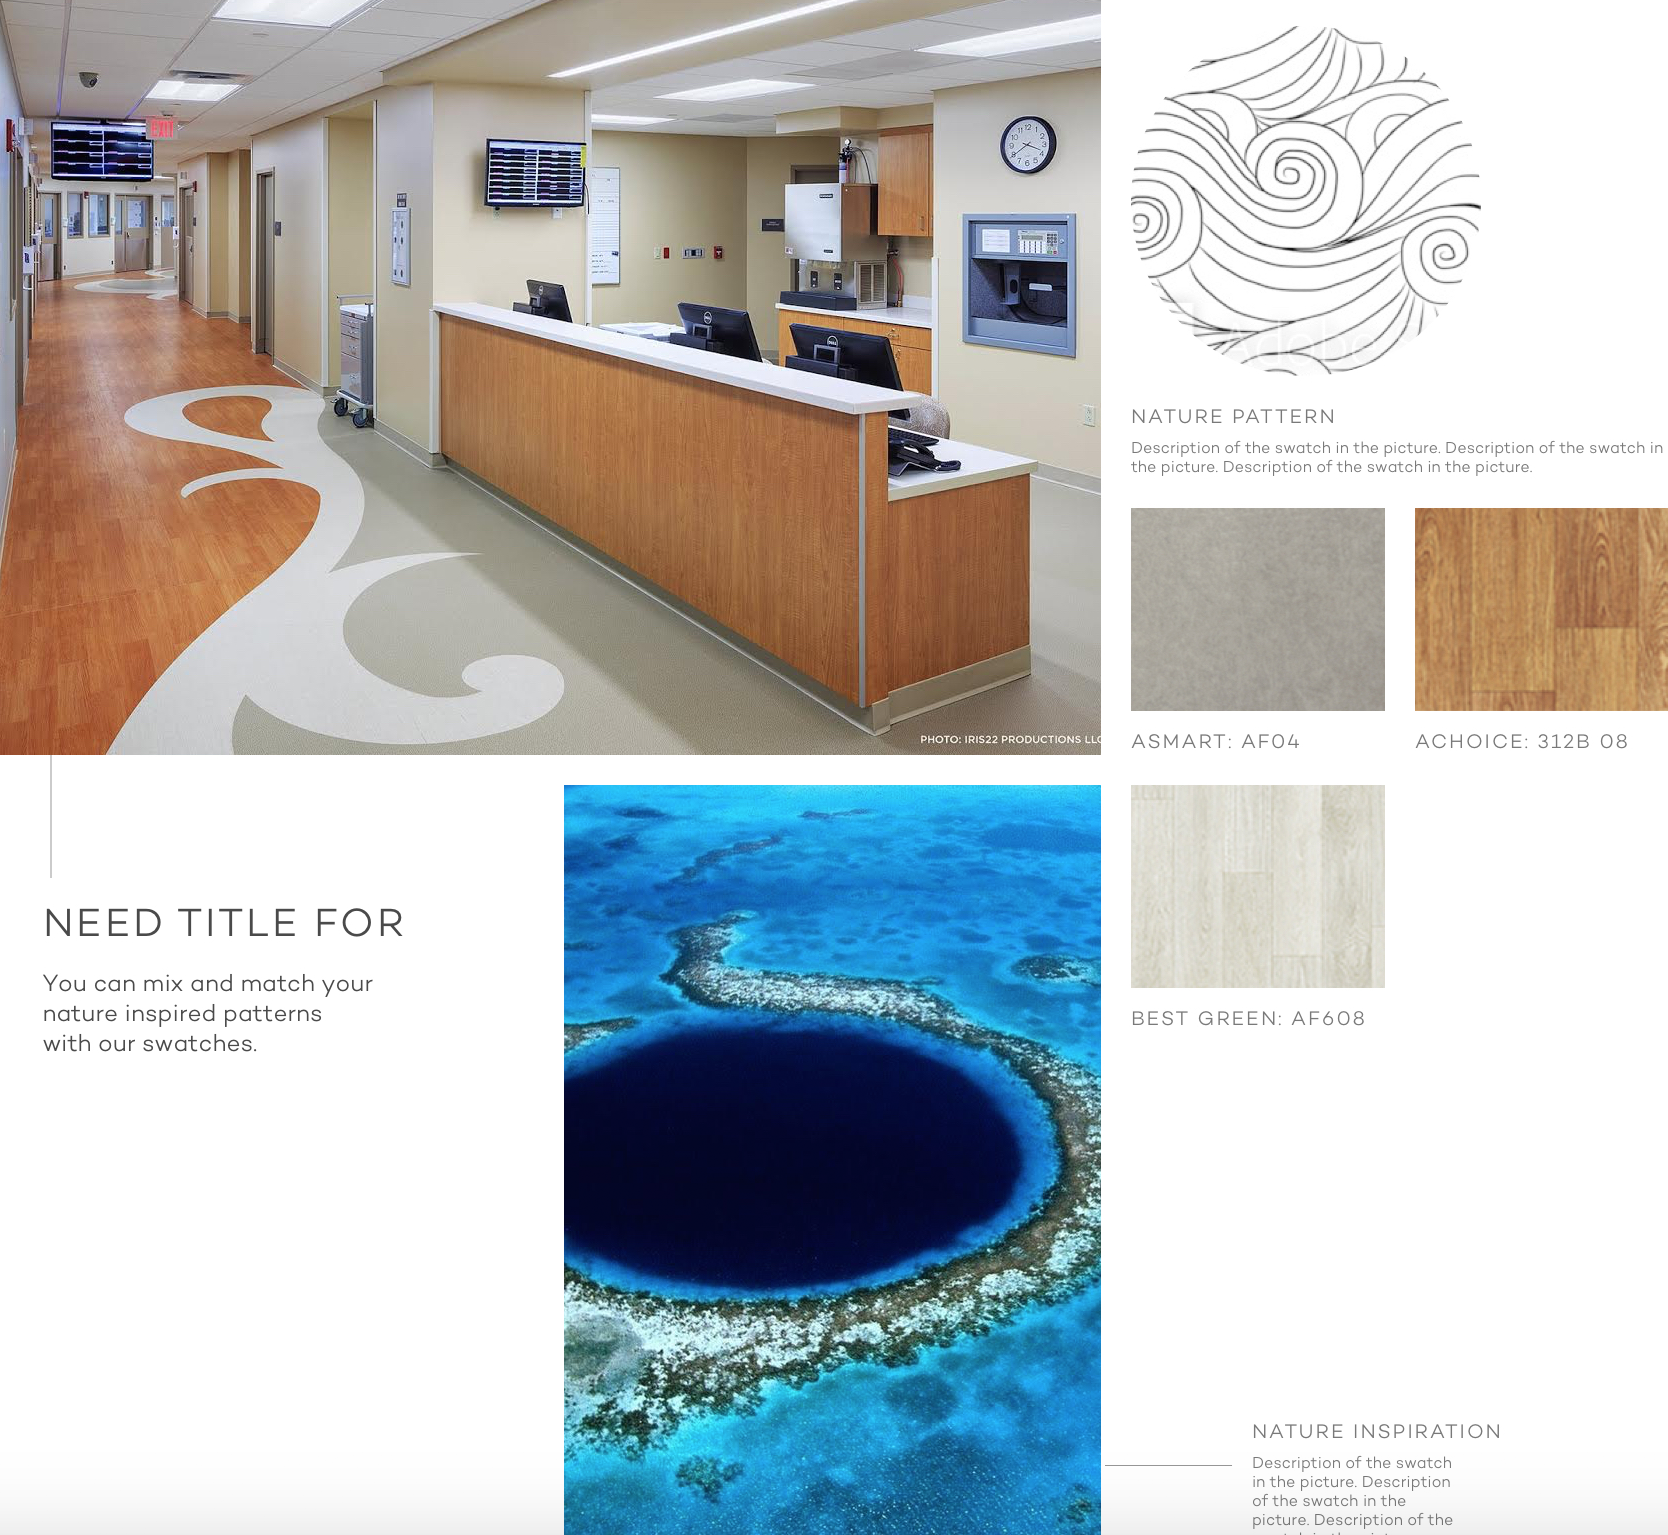 EXIT
PHOTO: IRIS22 PRODUCTIONS LLC
NATURE PATTERN
Description of the swatch in the picture. Description of the swatch in
the picture. Description of the swatch in the picture.
ASMART: AF04
ACHOICE: 312B 08
BEST GREEN: AF608
NEED TITLE FOR
You can mix and match your
nature inspired patterns
with our swatches.
NATURE INSPIRATION
Description of the swatch
in the picture. Description
of the swatch in the
picture. Description of the